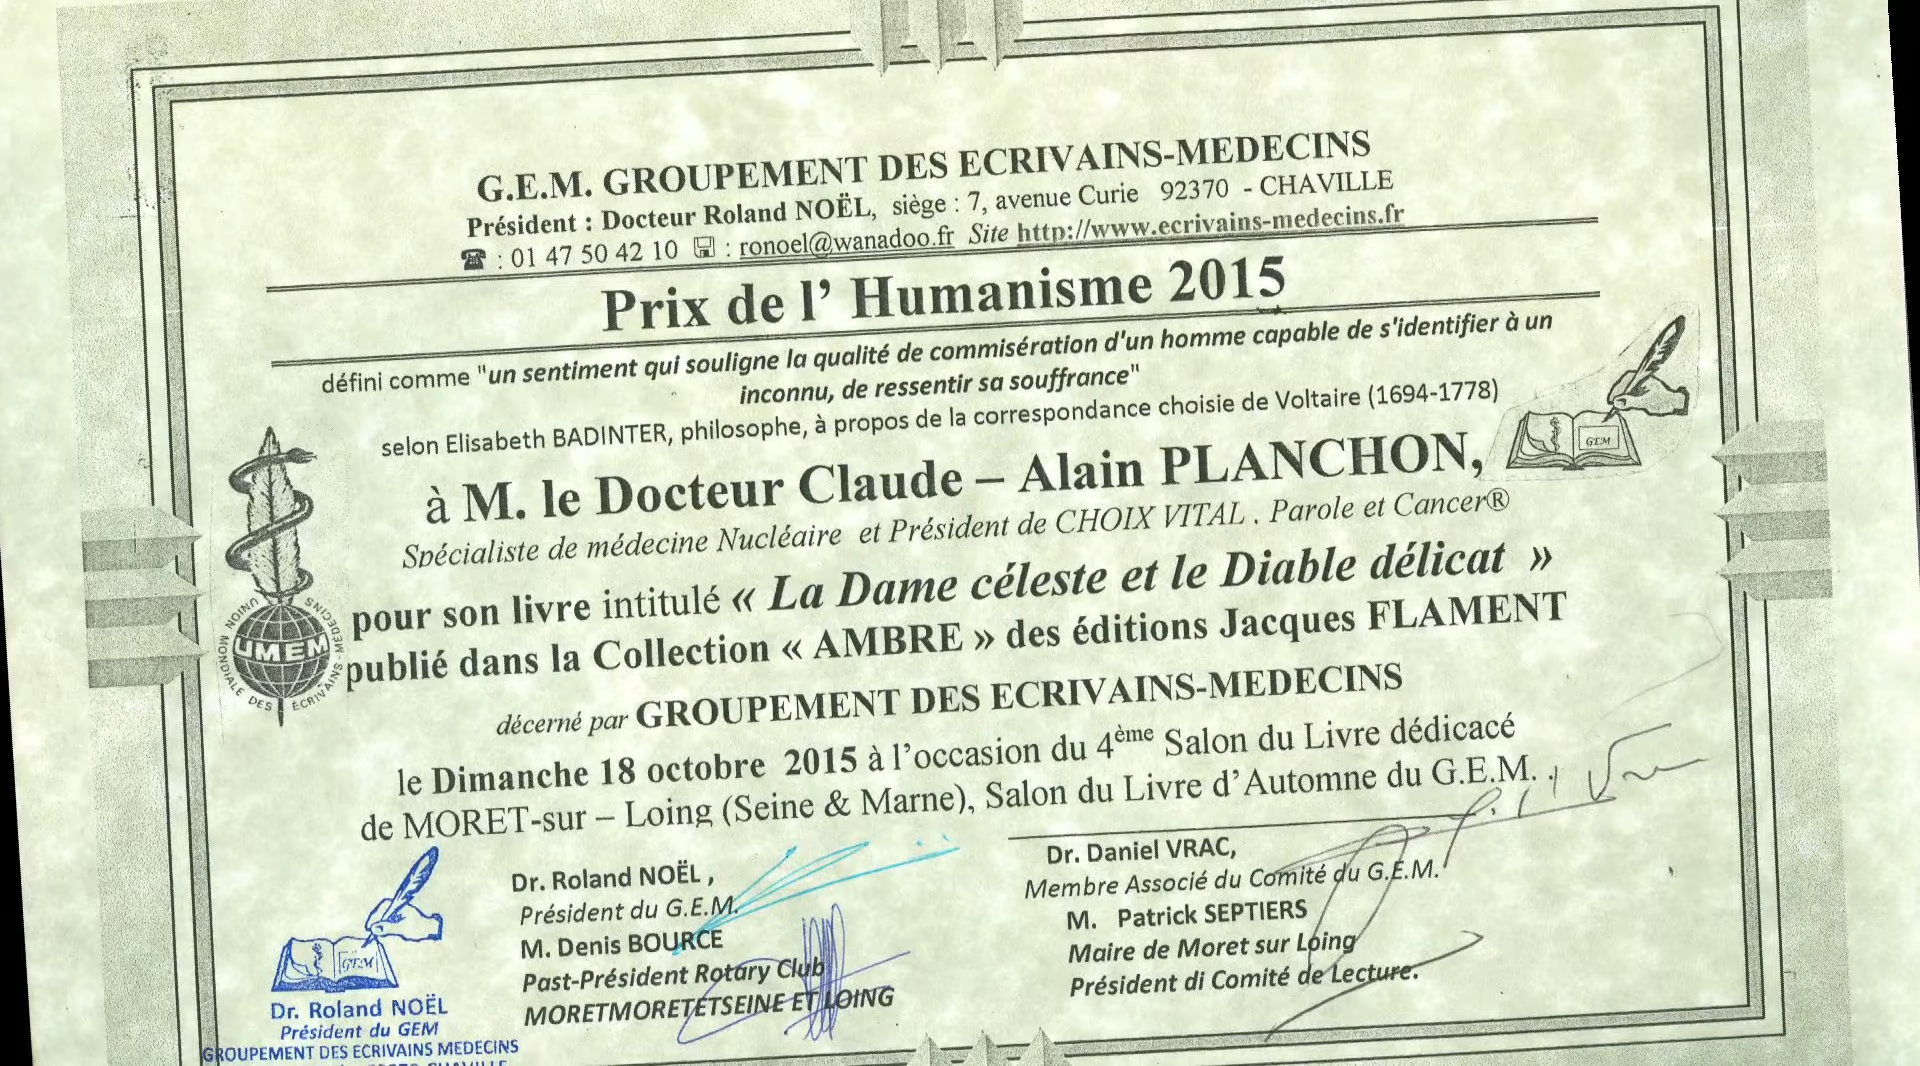 G.E.M. GROUPEMENT DES ECRIVAINS-MEDECINS
Président : Docteur Roland NOËL, siège : 7, avenue Curie 92370 - CHAVILLE
☎ : 01 47 50 42 10 🖫 : ronoel@wanadoo.fr Site http://www.ecrivains-medecins.fr
Prix de l’ Humanisme 2015
défini comme "un sentiment qui souligne la qualité de commisération d'un homme capable de s'identifier à un
inconnu, de ressentir sa souffrance"
selon Elisabeth BADINTER, philosophe, à propos de la correspondance choisie de Voltaire (1694-1778)
GEM
à M. le Docteur Claude – Alain PLANCHON,
Spécialiste de médecine Nucléaire et Président de CHOIX VITAL . Parole et Cancer®
pour son livre intitulé « La Dame céleste et le Diable délicat »
publié dans la Collection « AMBRE » des éditions Jacques FLAMENT
UMEM
UNION MONDIALE DES ECRIVAINS-MEDECINS
décerné par GROUPEMENT DES ECRIVAINS-MEDECINS
le Dimanche 18 octobre 2015 à l’occasion du 4ème Salon du Livre dédicacé
de MORET-sur – Loing (Seine & Marne), Salon du Livre d’Automne du G.E.M. .
Dr. Roland NOËL ,
Président du G.E.M.
M. Denis BOURCE
Past-Président Rotary Club
MORETMORETETSEINE ET LOING
Dr. Daniel VRAC,
Membre Associé du Comité du G.E.M.
M. Patrick SEPTIERS
Maire de Moret sur Loing
Président di Comité de Lecture.
GEM
Dr. Roland NOËL
Président du GEM
GROUPEMENT DES ECRIVAINS MEDECINS